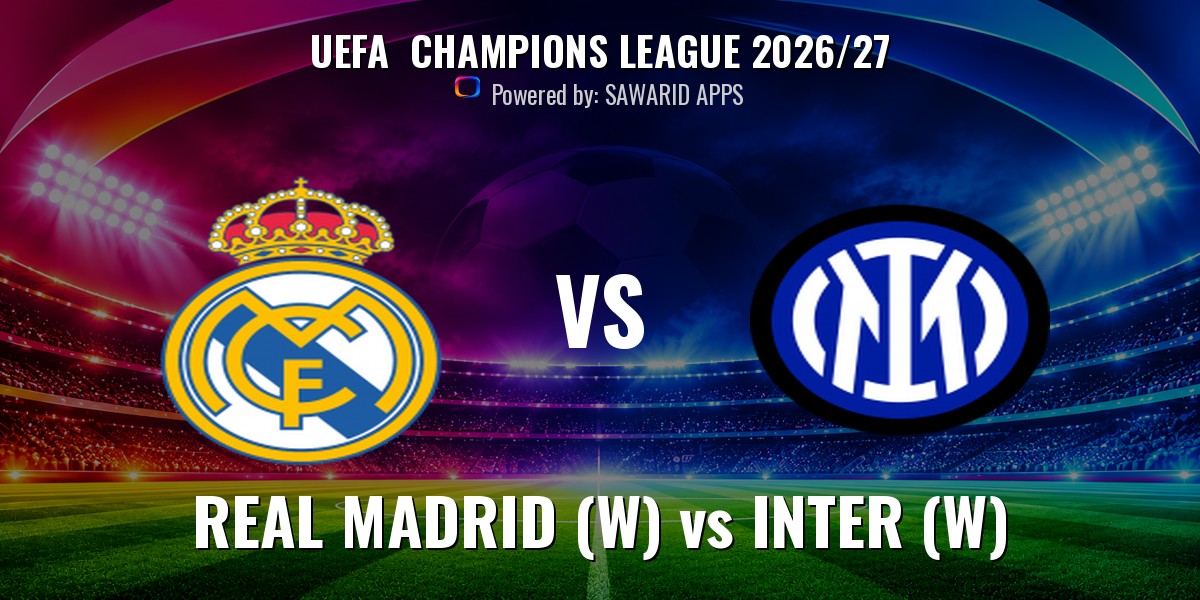 UEFA CHAMPIONS LEAGUE 2026/27
Powered by: SAWARID APPS
VS
REAL MADRID (W) vs INTER (W)